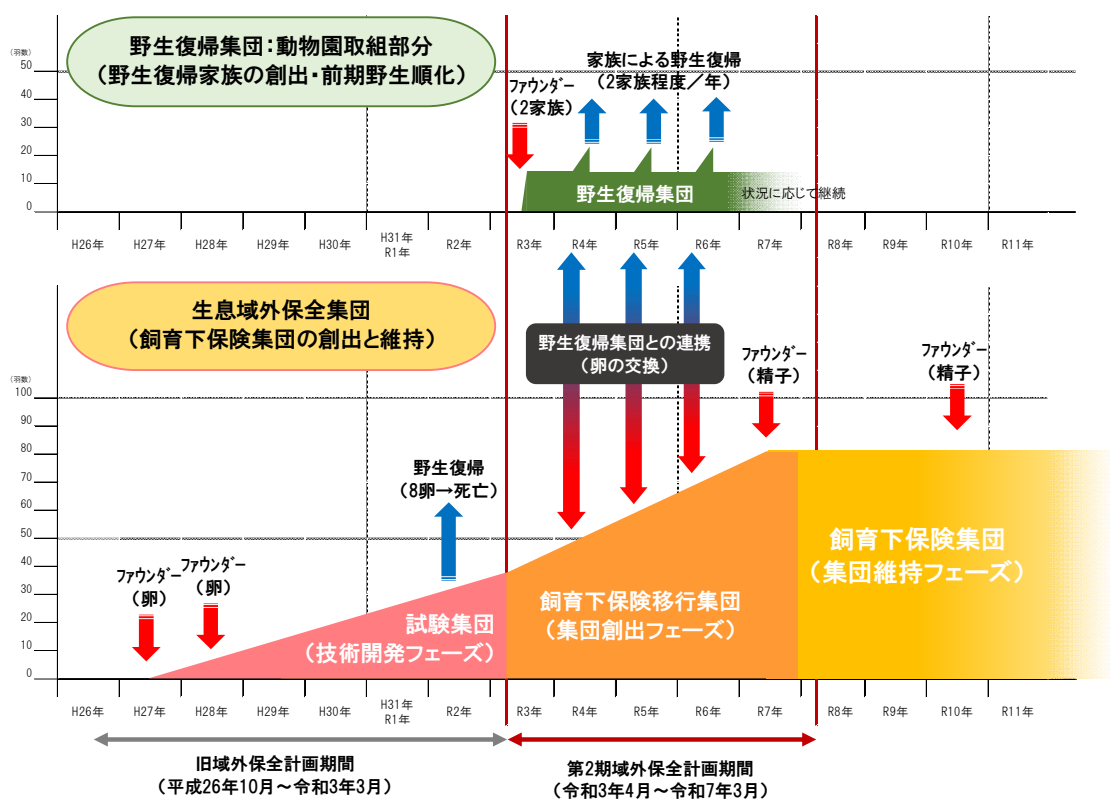 野生復帰集団：動物園取組部分
（野生復帰家族の創出・前期野生順化）
（羽数）
50
40
30
20
10
0
ファウンダー
（2家族）
家族による野生復帰
（2家族程度／年）
野生復帰集団
状況に応じて継続
H26年
H27年
H28年
H29年
H30年
H31年
R1年
R2年
R3年
R4年
R5年
R6年
R7年
R8年
R9年
R10年
R11年
生息域外保全集団
（飼育下保険集団の創出と維持）
野生復帰集団との連携
（卵の交換）
ファウンダー
（精子）
ファウンダー
（精子）
（羽数）
100
90
80
70
60
50
40
30
20
10
0
野生復帰
（8卵→死亡）
ファウンダー
（卵）
ファウンダー
（卵）
試験集団
（技術開発フェーズ）
飼育下保険移行集団
（集団創出フェーズ）
飼育下保険集団
（集団維持フェーズ）
H26年
H27年
H28年
H29年
H30年
H31年
R1年
R2年
R3年
R4年
R5年
R6年
R7年
R8年
R9年
R10年
R11年
旧域外保全計画期間
（平成26年10月～令和3年3月）
第2期域外保全計画期間
（令和3年4月～令和7年3月）